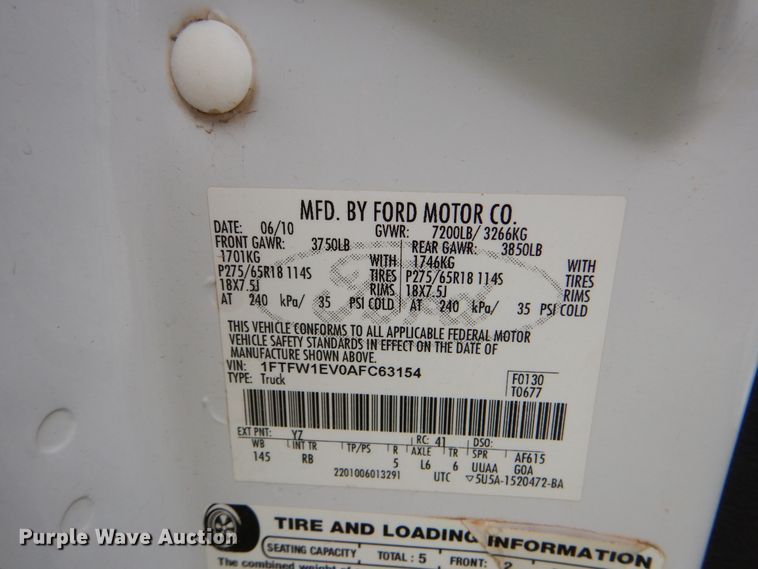 MFD. BY FORD MOTOR CO.
DATE: 06/10 GVWR: 7200LB/ 3266KG
FRONT GAWR: 3750LB REAR GAWR: 3850LB
1701KG WITH 1746KG WITH
P275/65R18 114S TIRES P275/65R18 114S TIRES
18X7.5J RIMS 18X7.5J RIMS
AT 240 kPa/ 35 PSI COLD AT 240 kPa/ 35 PSI COLD
THIS VEHICLE CONFORMS TO ALL APPLICABLE FEDERAL MOTOR
VEHICLE SAFETY STANDARDS IN EFFECT ON THE DATE OF
MANUFACTURE SHOWN ABOVE.
VIN: 1FTFW1EV0AFC63154 F0130
TYPE: Truck T0677
EXT PNT: YZ RC: 41 DSO:
WB INT TR TP/PS R AXLE TR SPR AF615
145 RB 5 L6 6 UUAA GOA
2201006013291 UTC ▽5U5A-1520472-BA
TIRE AND LOADING INFORMATION
SEATING CAPACITY TOTAL : 5 FRONT: 2
The combined weight of
Purple Wave Auction